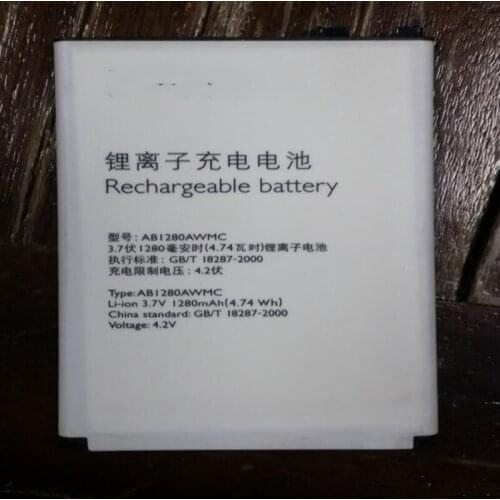 锂离子充电电池
Rechargeable battery
型号: AB1280AWMC
3.7伏1280毫安时(4.74瓦时)锂离子电池
执行标准: GB/T 18287-2000
充电限制电压: 4.2伏
Type: AB1280AWMC
Li-ion 3.7V 1280mAh(4.74 Wh)
China standard: GB/T 18287-2000
Voltage: 4.2V